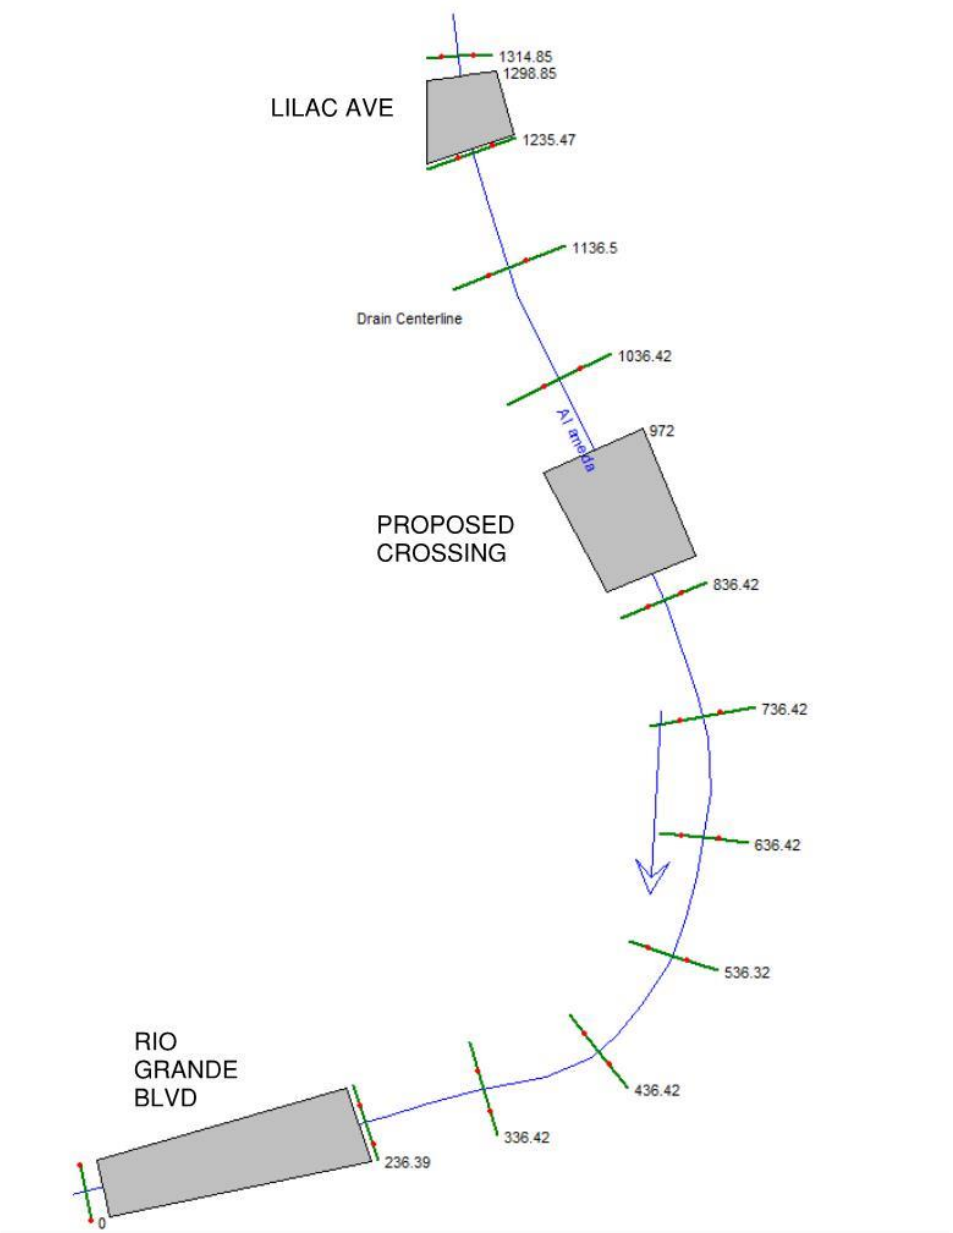 1314.85
1298.85
LILAC AVE
1235.47
1136.5
Drain Centerline
1036.42
Al ameda
972
PROPOSED
CROSSING
836.42
736.42
636.42
536.32
436.42
RIO
GRANDE
BLVD
336.42
236.39
0